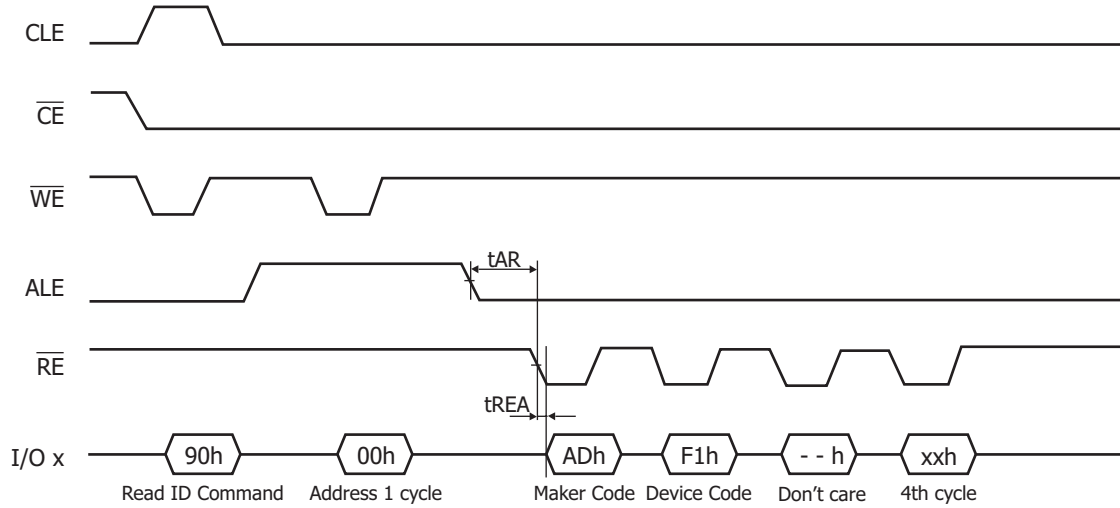 CLE
CE
WE
ALE
tAR
RE
tREA
I/O x 90h 00h ADh F1h - - h xxh
Read ID Command Address 1 cycle Maker Code Device Code Don’t care 4th cycle